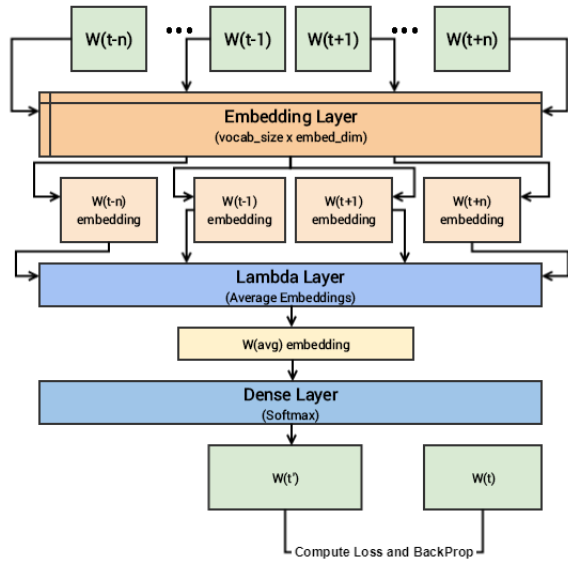 W(t-n) ••• W(t-1) W(t+1) ••• W(t+n)
Embedding Layer
(vocab_size x embed_dim)
W(t-n) embedding
W(t-1) embedding
W(t+1) embedding
W(t+n) embedding
Lambda Layer
(Average Embeddings)
W(avg) embedding
Dense Layer
(Softmax)
W(t') W(t)
Compute Loss and BackProp